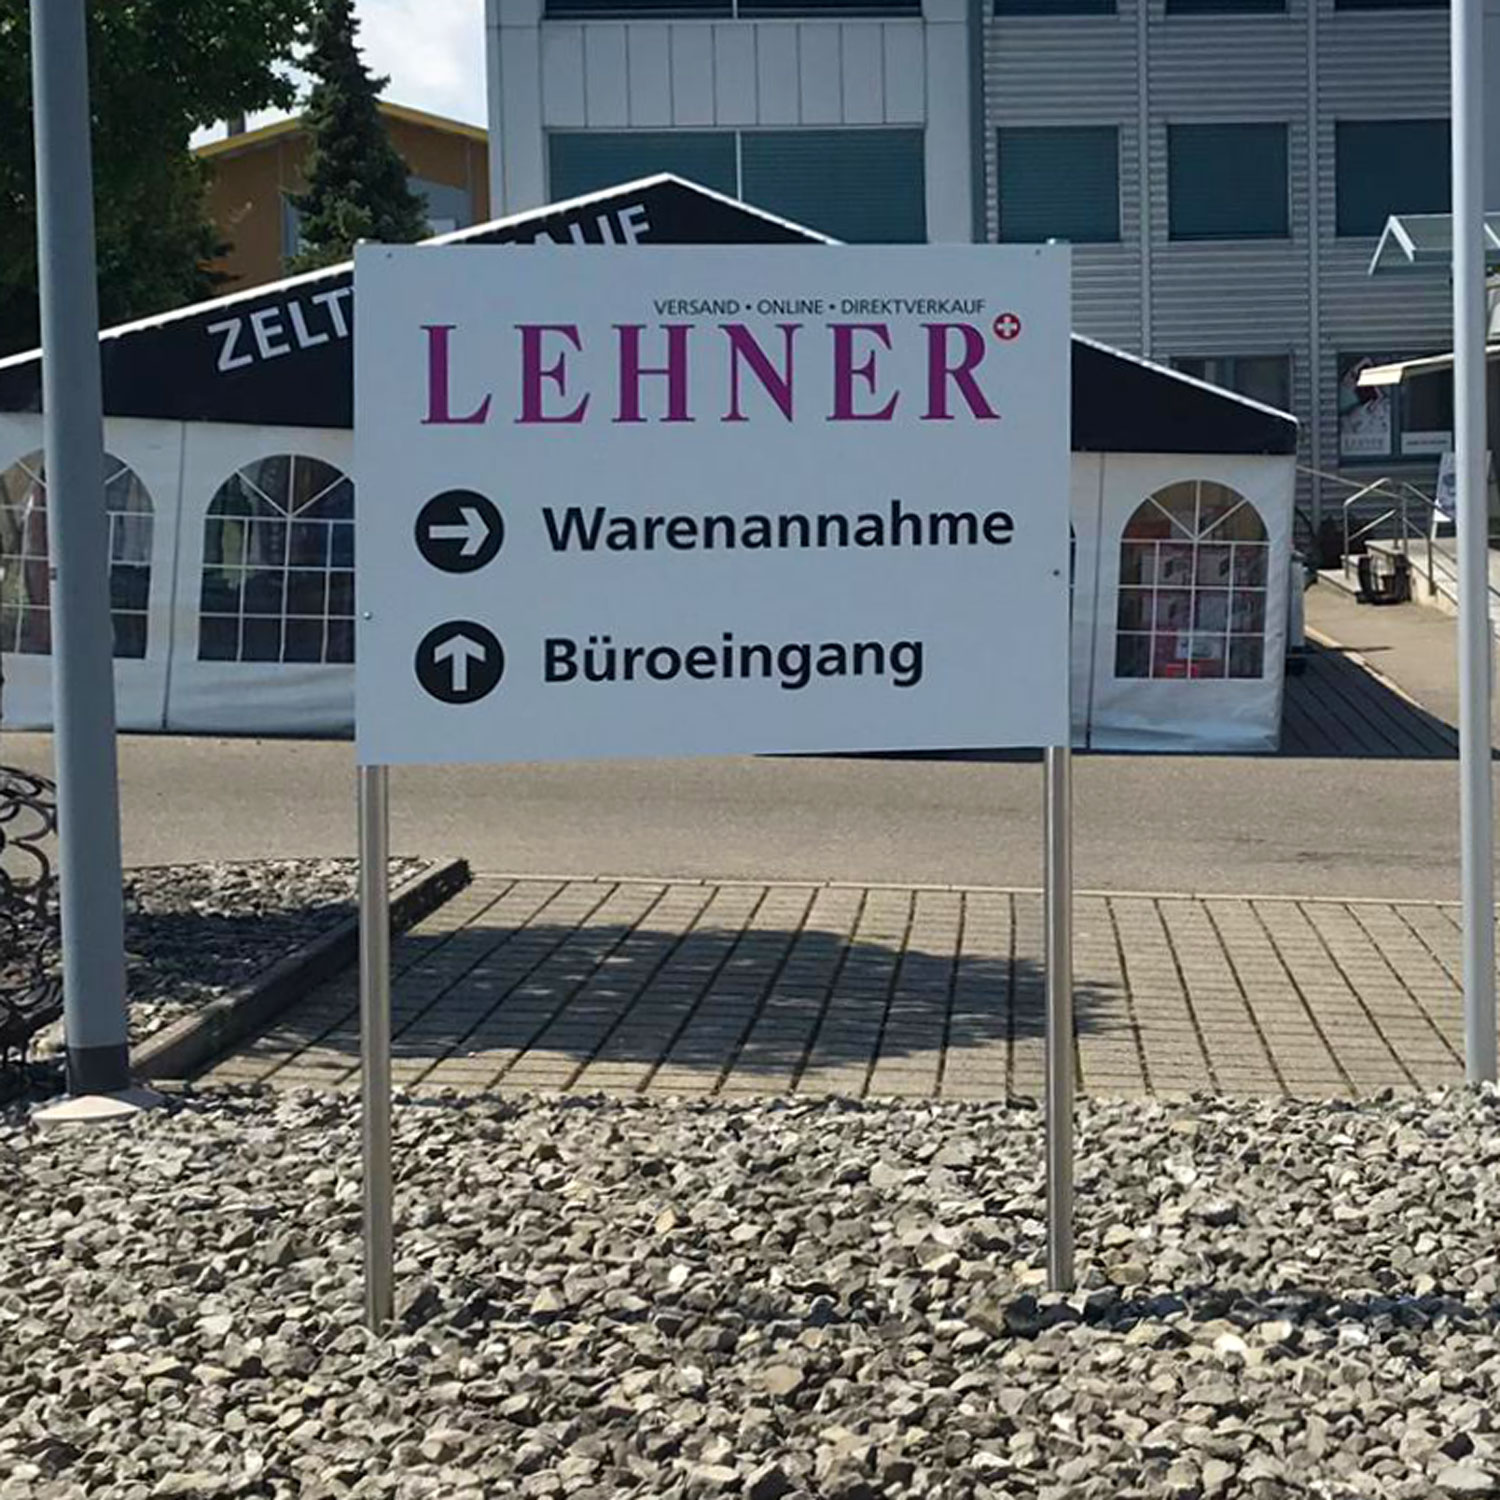 VERSAND • ONLINE • DIREKTVERKAUF
LEHNER
Warenannahme
Büroeingang